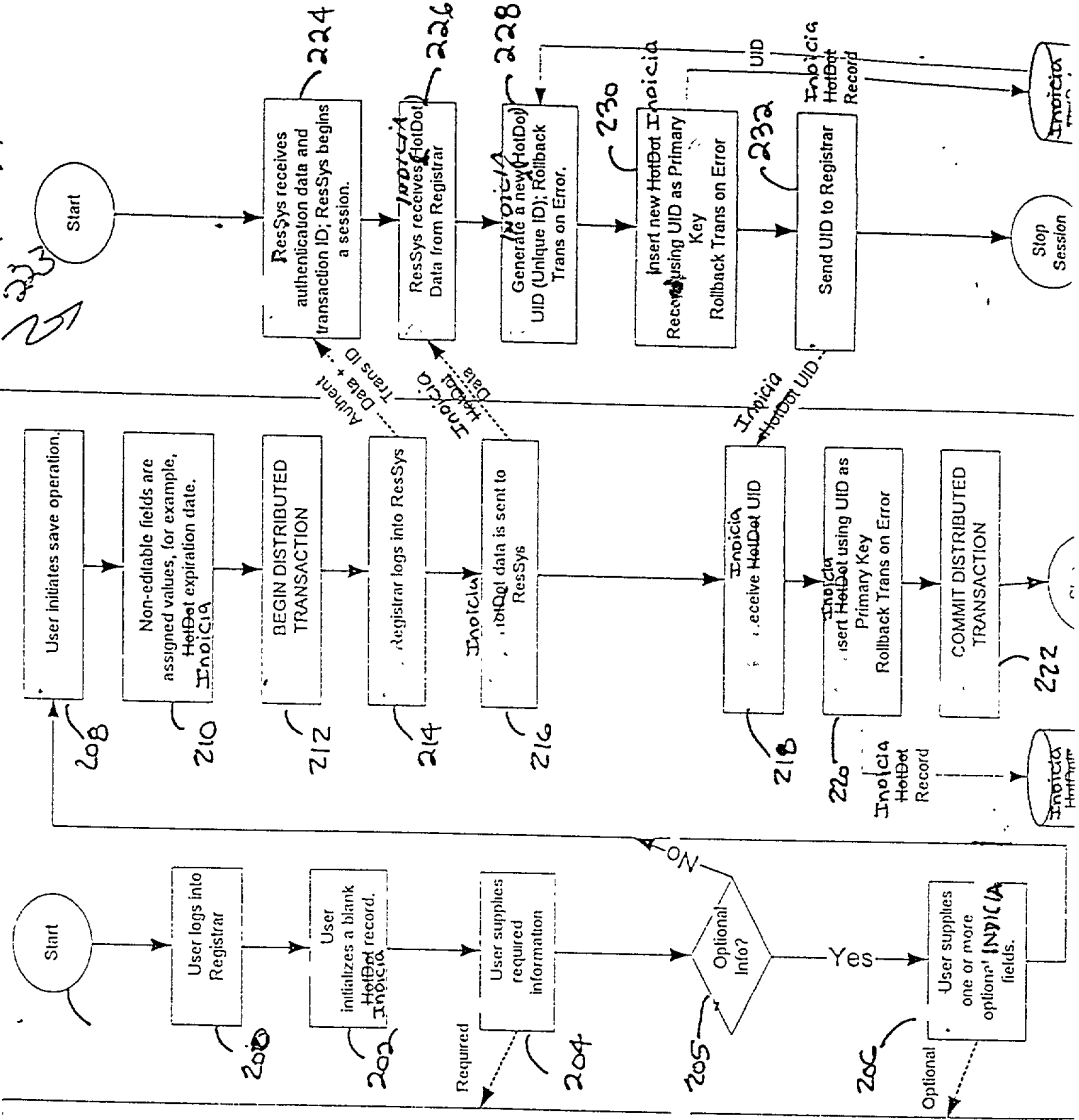 Start
User logs into
Registrar
200
User
initializes a blank
HotDot record.
Indicia
202
User supplies
required
information
Required
204
Optional
Info?
205
No
Yes
User supplies
one or more
optional INDICIA
fields.
206
Optional
User initiates save operation.
208
Non-editable fields are
assigned values, for example,
HotDot expiration date.
Indicia
210
BEGIN DISTRIBUTED
TRANSACTION
212
Registrar logs into ResSys
214
Indicia
HotDot data is sent to
ResSys
216
Indicia
Receive HotDot UID
218
Indicia
Insert HotDot using UID as
Primary Key
Rollback Trans on Error
220
Indicia
HotDot
Record
Indicia
HotDot
COMMIT DISTRIBUTED
TRANSACTION
222
Start
ResSys receives
authentication data and
transaction ID; ResSys begins
a session.
224
Authent
Data +
Trans ID
INDICIA
ResSys receives (HotDot)
Data from Registrar
226
Indicia
HotDot
Data
INDICIA
Generate a new (HotDot)
UID (Unique ID); Rollback
Trans on Error.
228
Insert new HotDot Indicia
Record using UID as Primary
Key
Rollback Trans on Error
230
UID
Indicia
HotDot
Record
Send UID to Registrar
232
Indicia
HotDot UID
Indicia
Stop
Session